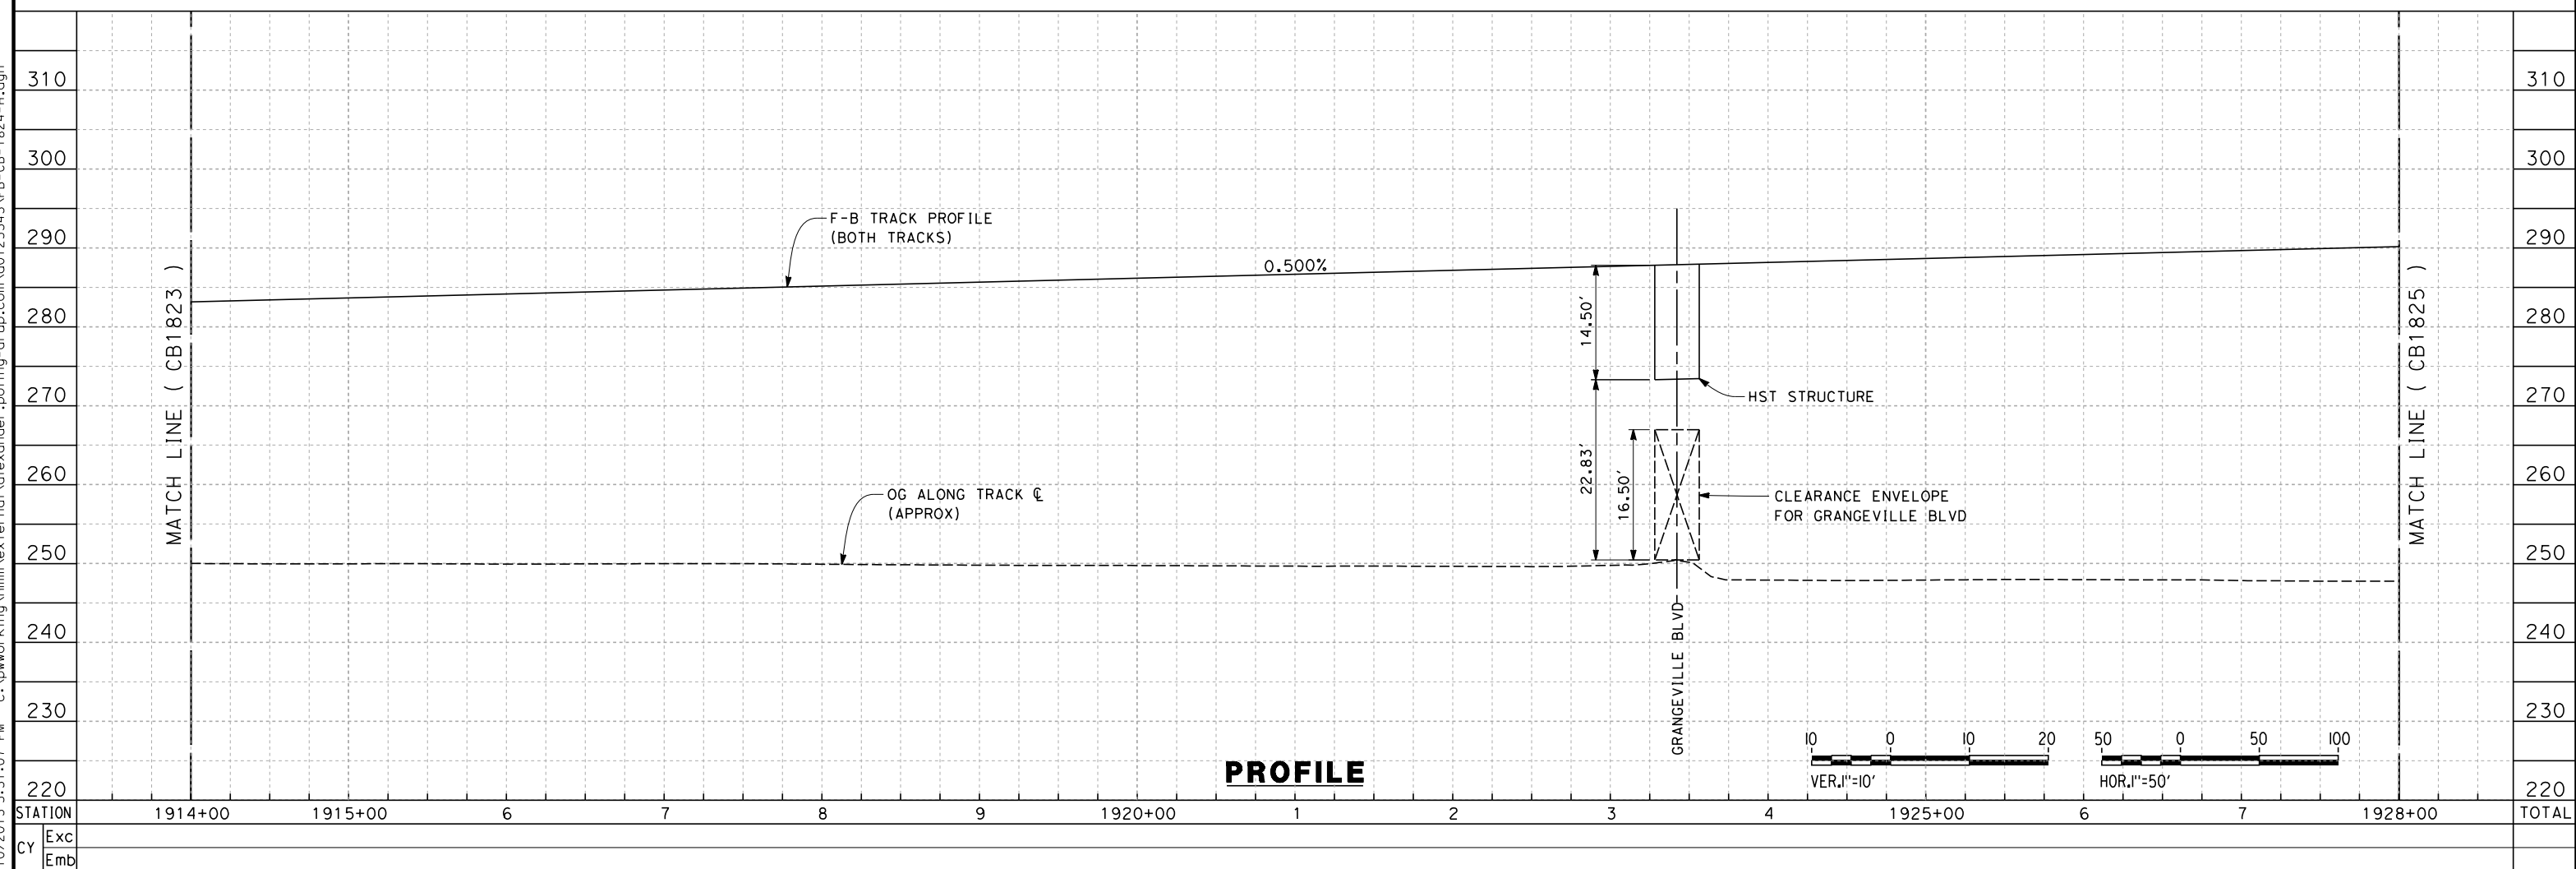 310
300
290
280
270
260
250
240
230
220
MATCH LINE ( CB1823 )
F-B TRACK PROFILE
(BOTH TRACKS)
0.500%
14.50'
22.83'
16.50'
HST STRUCTURE
OG ALONG TRACK ℄
(APPROX)
CLEARANCE ENVELOPE
FOR GRANGEVILLE BLVD
GRANGEVILLE BLVD
MATCH LINE ( CB1825 )
310
300
290
280
270
260
250
240
230
220
PROFILE
10 0 10 20
VER.1"=10'
50 0 50 100
HOR.1"=50'
STATION 1914+00 1915+00 6 7 8 9 1920+00 1 2 3 4 1925+00 6 7 1928+00 TOTAL
CY
Exc
Emb